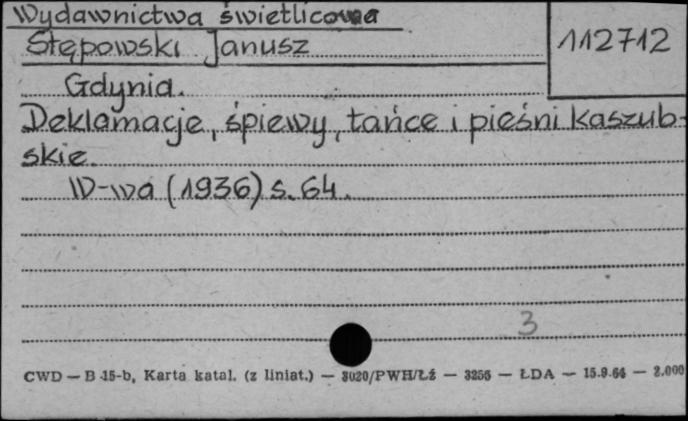 Wydawnictwa świetlicowe
Stępowski Janusz
112712
Gdynia.
Deklamacje, śpiewy, tańce i pieśni kaszub-
skie.
W-wa (1936) s. 64.
3
CWD — B 15-b, Karta katal. (z liniat.) — 3020/PWH/Łź — 3256 — ŁDA — 15.9.64 — 2.000